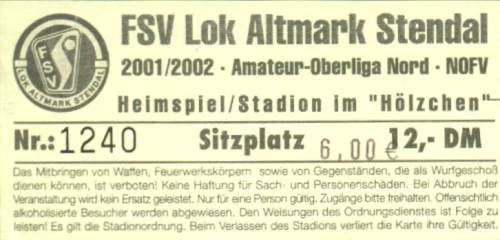 FSV
LOK ALTMARK STENDAL
FSV Lok Altmark Stendal
2001/2002 · Amateur-Oberliga Nord · NOFV
Heimspiel/Stadion im "Hölzchen"
Nr.: 1240 Sitzplatz 6,00 € 12,- DM
Das Mitbringen von Waffen, Feuerwerkskörpern sowie von Gegenständen, die als Wurfgeschoß
dienen können, ist verboten! Keine Haftung für Sach- und Personenschäden. Bei Abbruch der
Veranstaltung wird kein Ersatz geleistet. Nur für eine Person gültig. Zugänge bitte freihalten. Offensichtlich
alkoholisierte Besucher werden abgewiesen. Den Weisungen des Ordnungsdienstes ist Folge zu
leisten! Es gilt die Stadionordnung. Beim Verlassen des Stadions verliert die Karte ihre Gültigkeit.